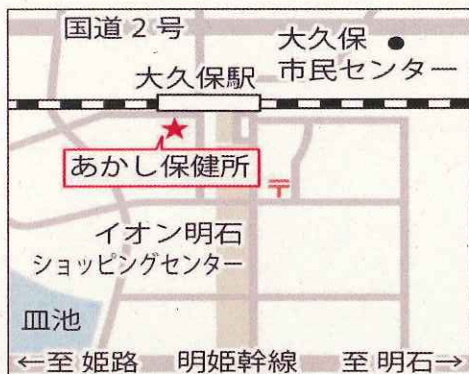 国道2号
大久保
市民センター
大久保駅
あかし保健所
〒
イオン明石
ショッピングセンター
皿池
←至 姫路 明姫幹線 至 明石→